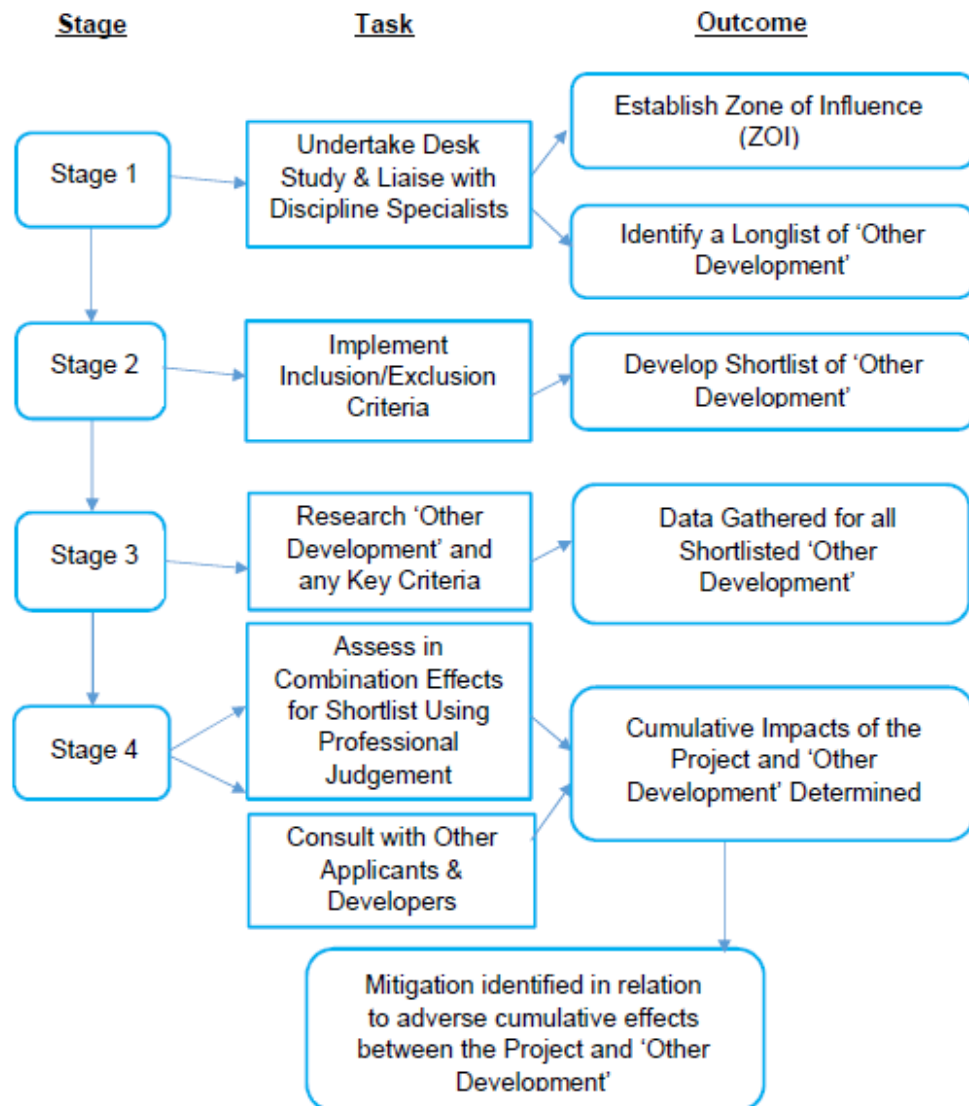 Stage
Task
Outcome
Stage 1
Undertake Desk
Study & Liaise with
Discipline Specialists
Establish Zone of Influence
(ZOI)
Identify a Longlist of ‘Other
Development’
Stage 2
Implement
Inclusion/Exclusion
Criteria
Develop Shortlist of ‘Other
Development’
Stage 3
Research ‘Other
Development’ and
any Key Criteria
Data Gathered for all
Shortlisted ‘Other
Development’
Stage 4
Assess in
Combination Effects
for Shortlist Using
Professional
Judgement
Consult with Other
Applicants &
Developers
Cumulative Impacts of the
Project and ‘Other
Development’ Determined
Mitigation identified in relation
to adverse cumulative effects
between the Project and ‘Other
Development’